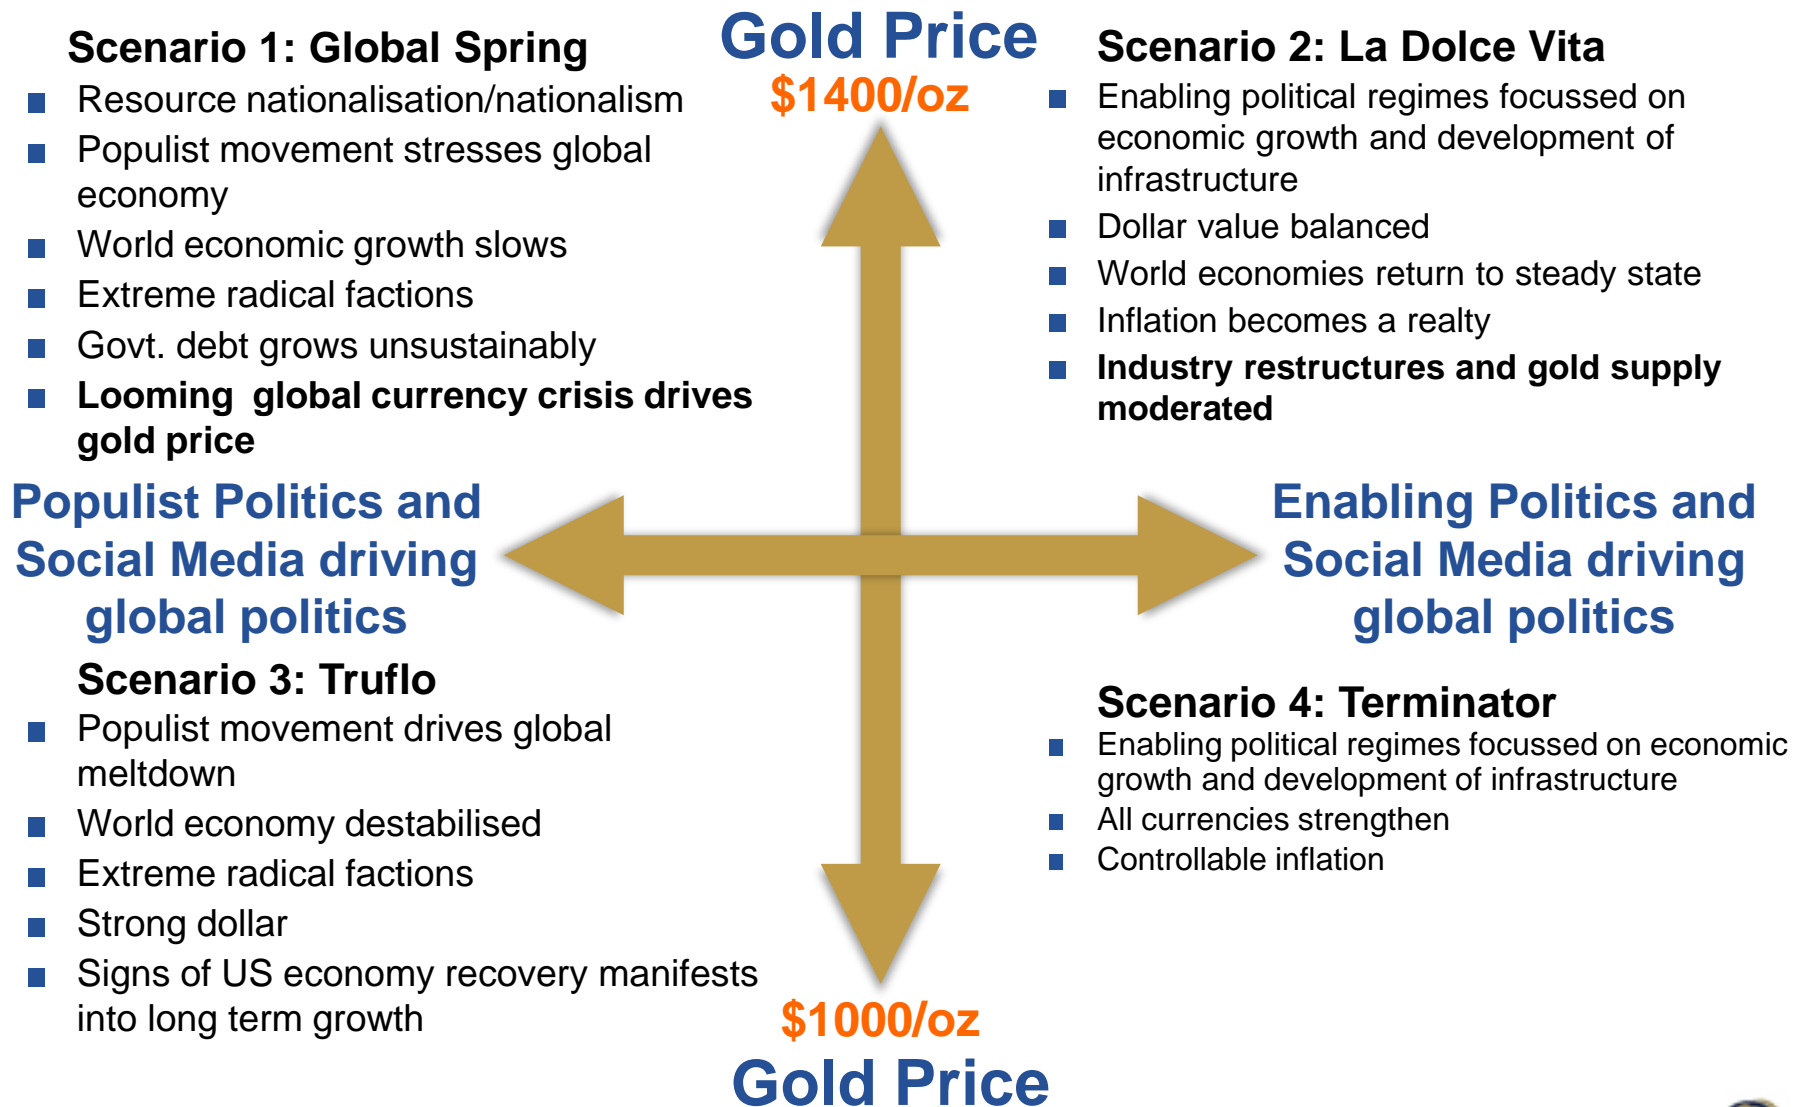 Gold Price
$1400/oz
Scenario 1: Global Spring
Resource nationalisation/nationalism
Populist movement stresses global
economy
World economic growth slows
Extreme radical factions
Govt. debt grows unsustainably
Looming global currency crisis drives
gold price
Scenario 2: La Dolce Vita
Enabling political regimes focussed on
economic growth and development of
infrastructure
Dollar value balanced
World economies return to steady state
Inflation becomes a realty
Industry restructures and gold supply
moderated
Populist Politics and
Social Media driving
global politics
Enabling Politics and
Social Media driving
global politics
Scenario 3: Truflo
Populist movement drives global
meltdown
World economy destabilised
Extreme radical factions
Strong dollar
Signs of US economy recovery manifests
into long term growth
Scenario 4: Terminator
Enabling political regimes focussed on economic
growth and development of infrastructure
All currencies strengthen
Controllable inflation
$1000/oz
Gold Price